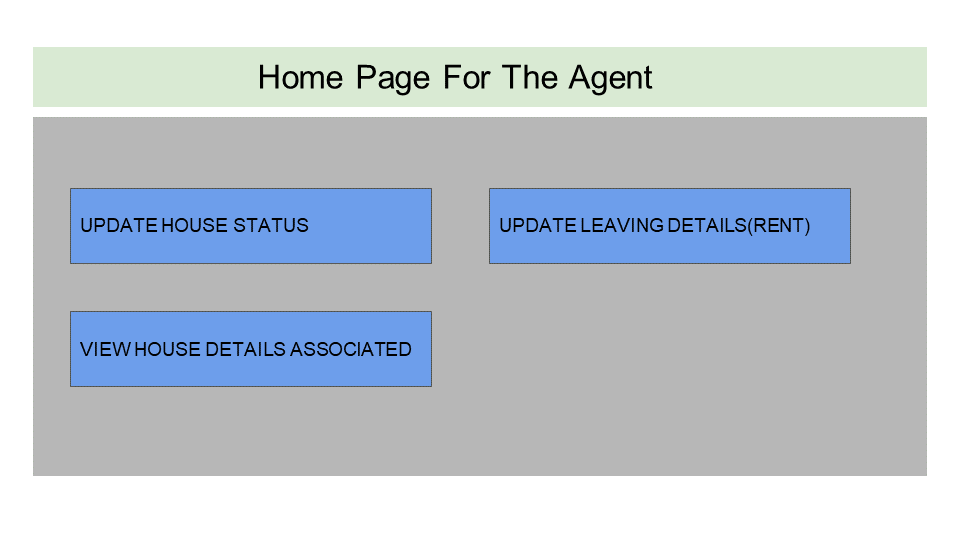 Home Page For The Agent
UPDATE HOUSE STATUS
UPDATE LEAVING DETAILS(RENT)
VIEW HOUSE DETAILS ASSOCIATED